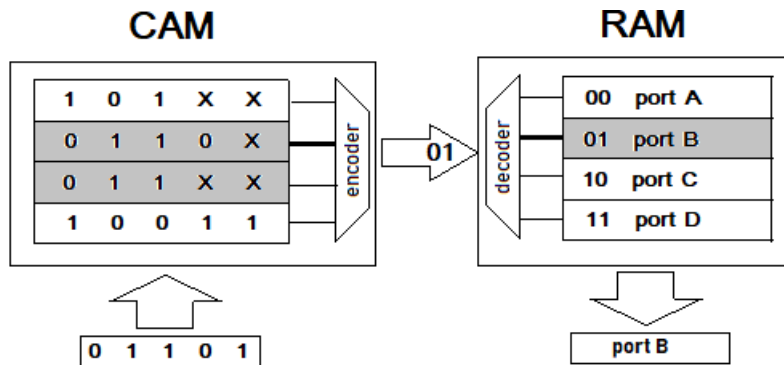 CAM
1 0 1 X X
0 1 1 0 X
0 1 1 X X
1 0 0 1 1
encoder
0 1 1 0 1
01
RAM
decoder
00 port A
01 port B
10 port C
11 port D
port B